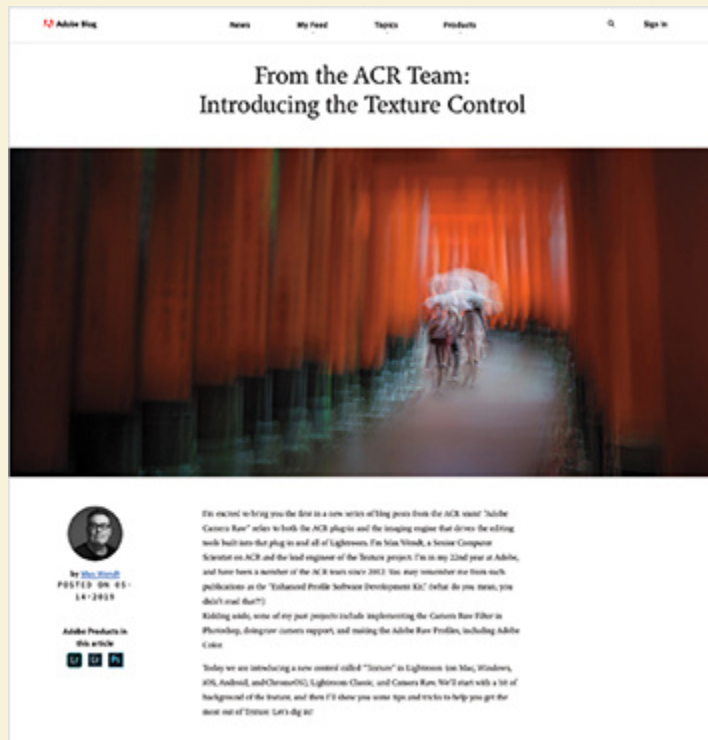 Adobe Blog
News
My Feed
Topics
Products
Sign In
From the ACR Team:
Introducing the Texture Control
by Max Wendt
POSTED ON 05-
14-2019
Adobe Products in
this article
Lr
Lr
Ps
I'm excited to bring you the first in a new series of blog posts from the ACR team! "Adobe
Camera Raw" refers to both the ACR plug-in and the imaging engine that drives the editing
tools built into that plug-in and all of Lightroom. I'm Max Wendt, a Senior Computer
Scientist on ACR and the lead engineer of the Texture project. I'm in my 22nd year at Adobe,
and have been a member of the ACR team since 2012. You may remember me from such
publications as the "Enhanced Profile Software Development Kit," (what do you mean, you
didn't read that?!)
Kidding aside, some of my past projects include implementing the Camera Raw Filter in
Photoshop, doing raw camera support, and making the Adobe Raw Profiles, including Adobe
Color.
Today we are introducing a new control called "Texture" in Lightroom (on Mac, Windows,
iOS, Android, and ChromeOS), Lightroom Classic, and Camera Raw. We'll start with a bit of
background of the feature, and then I'll show you some tips and tricks to help you get the
most out of Texture. Let's dig in!